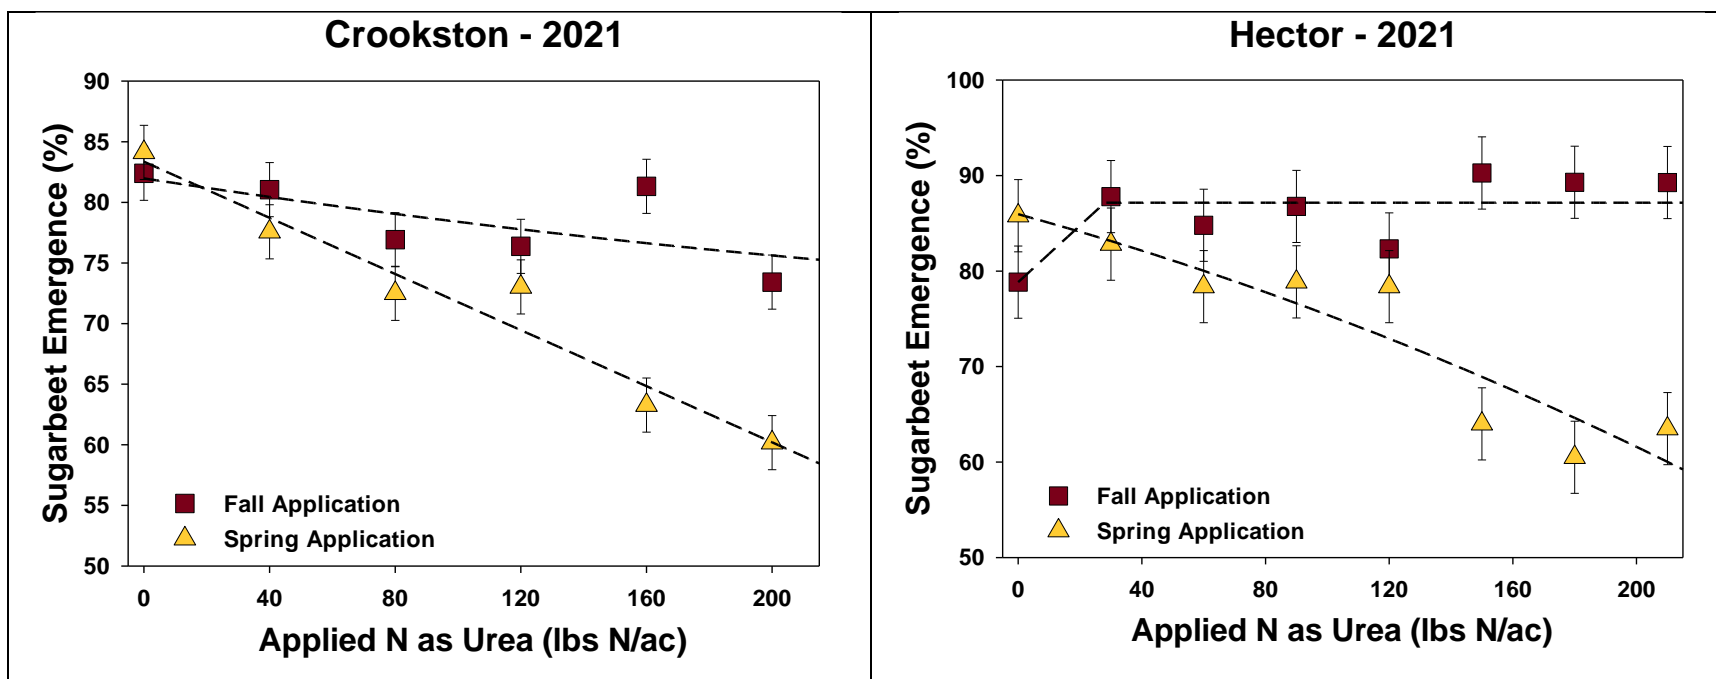 Crookston - 2021
90
85
80
75
70
65
60
55
50
Sugarbeet Emergence (%)
Fall Application
Spring Application
0 40 80 120 160 200
Applied N as Urea (lbs N/ac)
Hector - 2021
100
90
80
70
60
50
Sugarbeet Emergence (%)
Fall Application
Spring Application
0 40 80 120 160 200
Applied N as Urea (lbs N/ac)